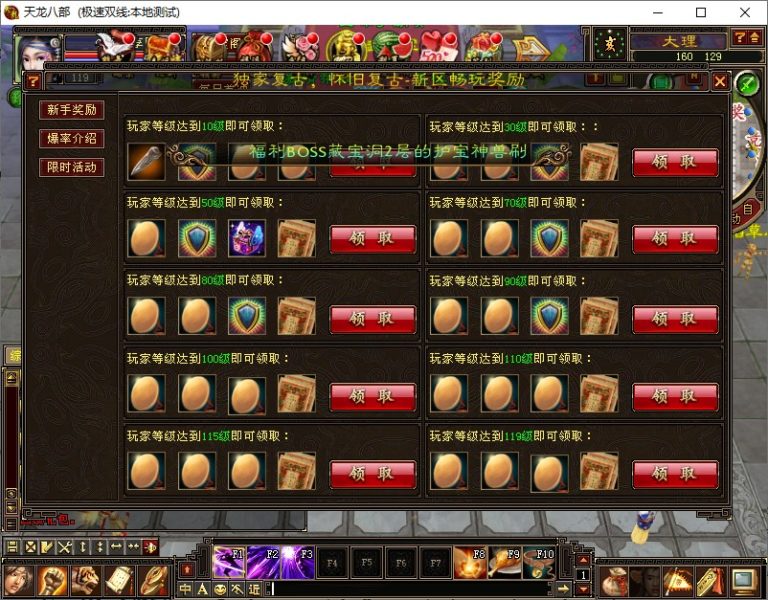 天龙八部 (极速双线:本地测试)
大理
160 129
119
独家复古，怀旧复古-新区畅玩奖励
新手奖励
爆率介绍
限时活动
玩家等级达到10级即可领取：
玩家等级达到30级即可领取：：
福利BOSS藏宝洞2层的护宝神兽刷
领取
玩家等级达到50级即可领取：
玩家等级达到70级即可领取：
领取
领取
玩家等级达到80级即可领取：
玩家等级达到90级即可领取：
领取
领取
玩家等级达到100级即可领取：
玩家等级达到110级即可领取：
领取
领取
玩家等级达到115级即可领取：
玩家等级达到119级即可领取：
领取
领取
F1 F2 F3 F4 F5 F6 F7 F8 F9 F10
1
中 A 近